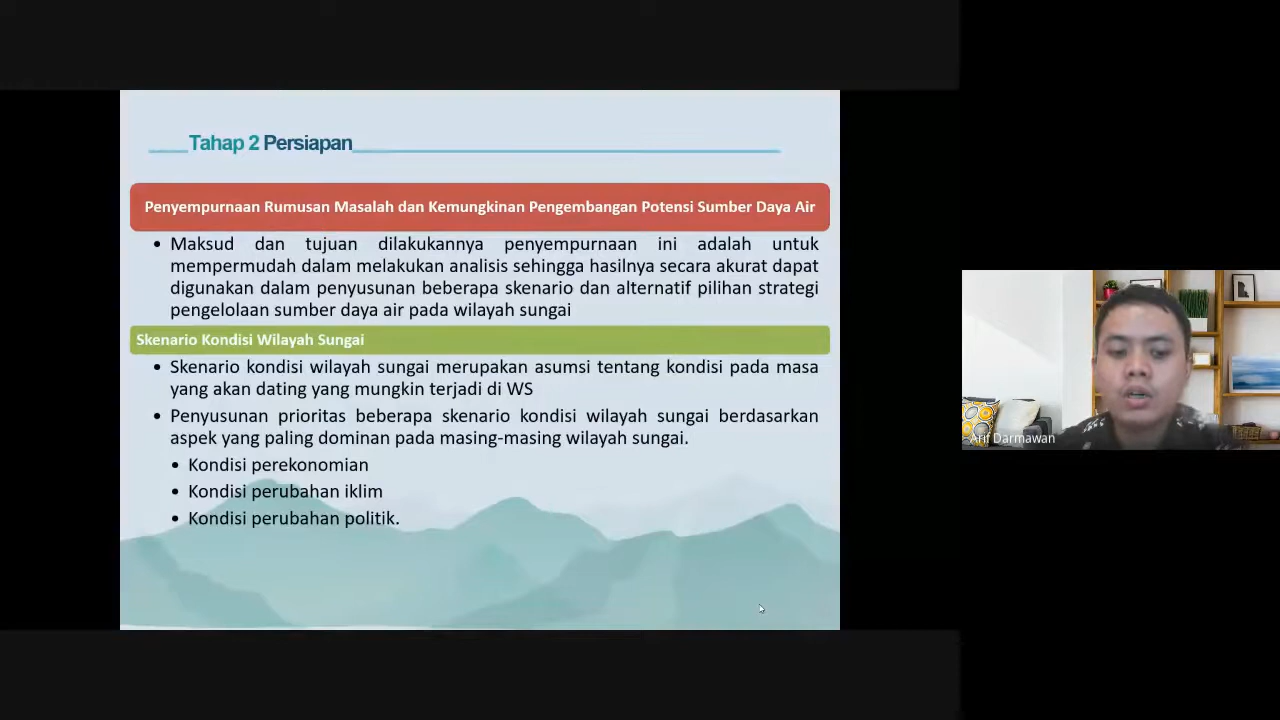 Tahap 2 Persiapan
Penyempurnaan Rumusan Masalah dan Kemungkinan Pengembangan Potensi Sumber Daya Air
• Maksud dan tujuan dilakukannya penyempurnaan ini adalah untuk
mempermudah dalam melakukan analisis sehingga hasilnya secara akurat dapat
digunakan dalam penyusunan beberapa skenario dan alternatif pilihan strategi
pengelolaan sumber daya air pada wilayah sungai
Skenario Kondisi Wilayah Sungai
• Skenario kondisi wilayah sungai merupakan asumsi tentang kondisi pada masa
yang akan dating yang mungkin terjadi di WS
• Penyusunan prioritas beberapa skenario kondisi wilayah sungai berdasarkan
aspek yang paling dominan pada masing-masing wilayah sungai.
• Kondisi perekonomian
• Kondisi perubahan iklim
• Kondisi perubahan politik.
Arif Darmawan